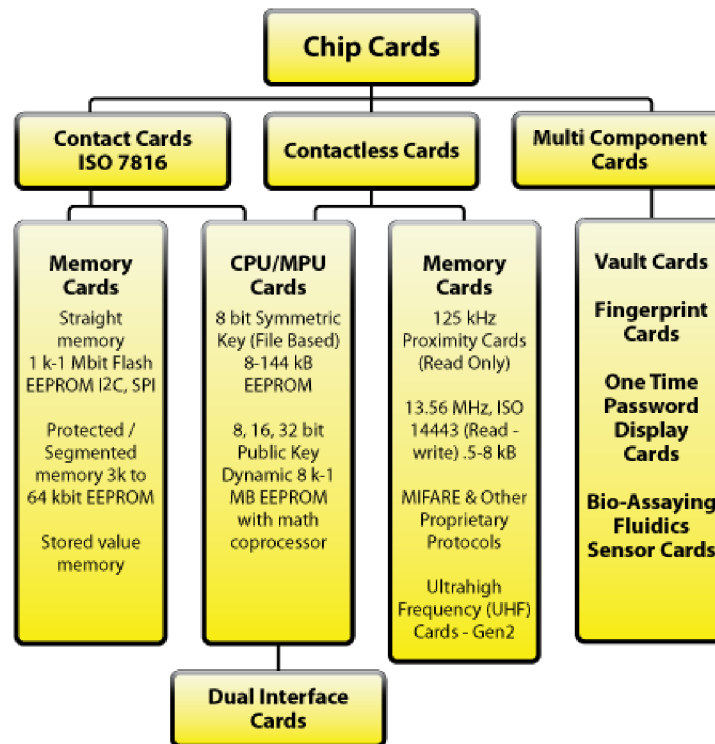 Chip Cards
Contact Cards
ISO 7816
Contactless Cards
Multi Component
Cards
Memory
Cards
Straight
memory
1 k-1 Mbit Flash
EEPROM I2C, SPI
Protected /
Segmented
memory 3k to
64 kbit EEPROM
Stored value
memory
CPU/MPU
Cards
8 bit Symmetric
Key (File Based)
8-144 kB
EEPROM
8, 16, 32 bit
Public Key
Dynamic 8 k-1
MB EEPROM
with math
coprocessor
Memory
Cards
125 kHz
Proximity Cards
(Read Only)
13.56 MHz, ISO
14443 (Read -
write) .5-8 kB
MIFARE & Other
Proprietary
Protocols
Ultrahigh
Frequency (UHF)
Cards - Gen2
Vault Cards
Fingerprint
Cards
One Time
Password
Display
Cards
Bio-Assaying
Fluidics
Sensor Cards
Dual Interface
Cards